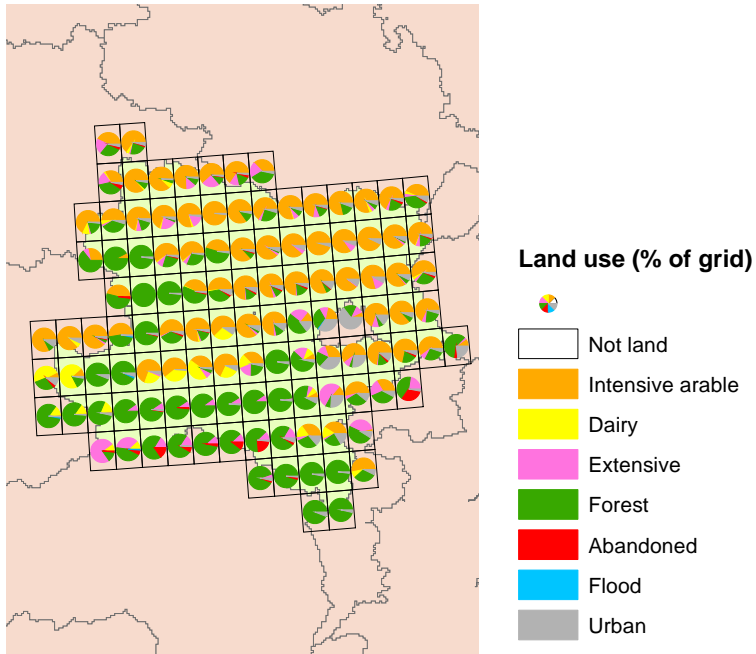 Land use (% of grid)
Not land
Intensive arable
Dairy
Extensive
Forest
Abandoned
Flood
Urban